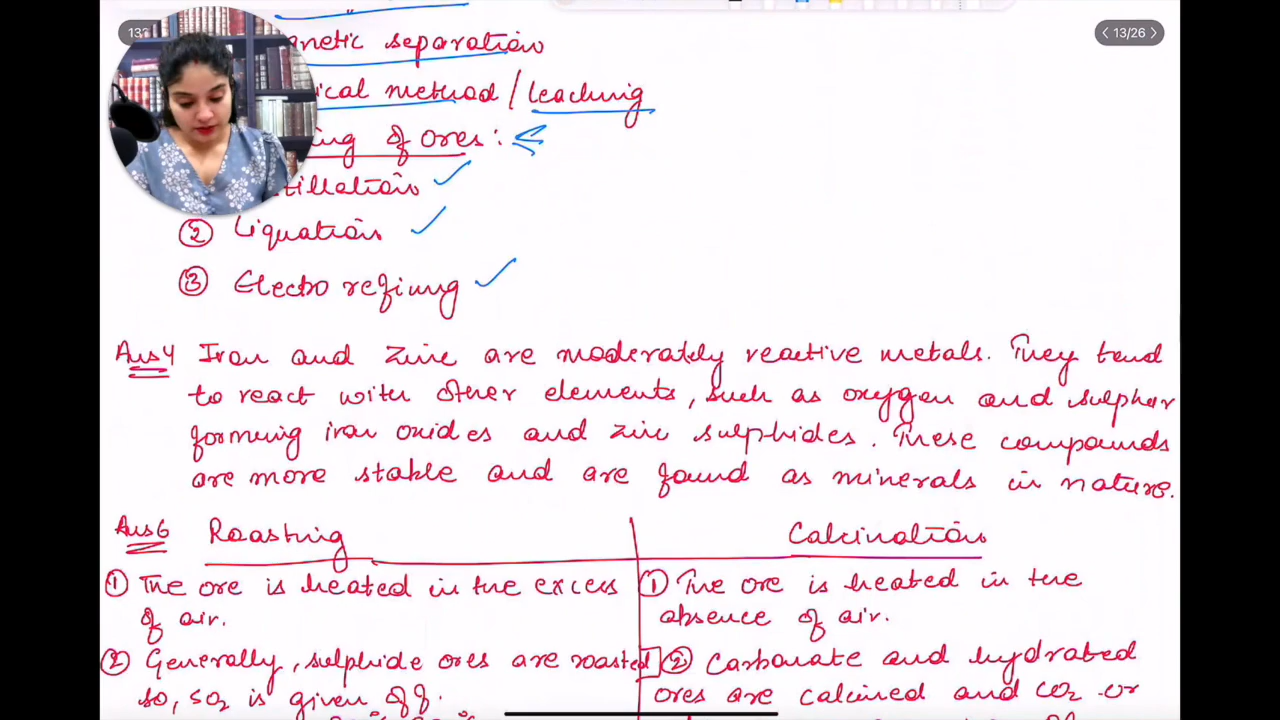 13/26
netic separation
ical method / leaching
ing of ores :
tillation
② Liquation
③ Electro refining
Ans 4 Iron and Zinc are moderately reactive metals. They tend
to react with other elements, such as oxygen and sulphur
forming iron oxides and zinc sulphides. These compounds
are more stable and are found as minerals in nature.
Ans 6 Roasting Calcination
① The ore is heated in the excess
of air.
① The ore is heated in the
absence of air.
② Generally, sulphide ores are roasted
so, SO2 is given off.
② Carbonate and hydrated
ores are calcined and CO2 or